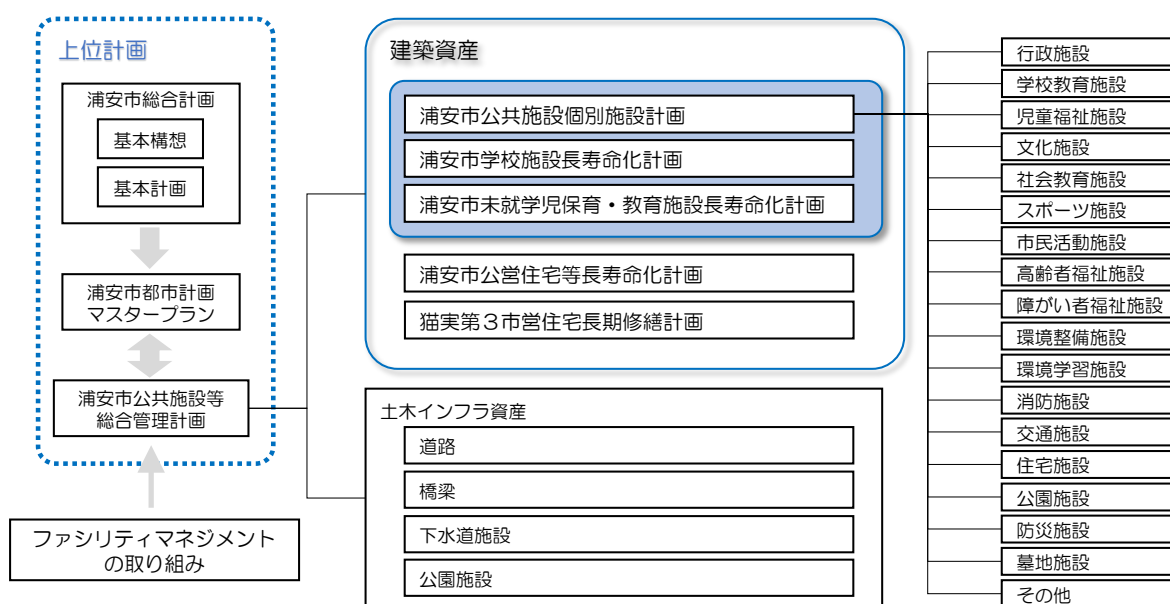 上位計画
浦安市総合計画
基本構想
基本計画
浦安市都市計画
マスタープラン
浦安市公共施設等
総合管理計画
ファシリティマネジメント
の取り組み
建築資産
浦安市公共施設個別施設計画
浦安市学校施設長寿命化計画
浦安市未就学児保育・教育施設長寿命化計画
浦安市公営住宅等長寿命化計画
猫実第３市営住宅長期修繕計画
土木インフラ資産
道路
橋梁
下水道施設
公園施設
行政施設
学校教育施設
児童福祉施設
文化施設
社会教育施設
スポーツ施設
市民活動施設
高齢者福祉施設
障がい者福祉施設
環境整備施設
環境学習施設
消防施設
交通施設
住宅施設
公園施設
防災施設
墓地施設
その他